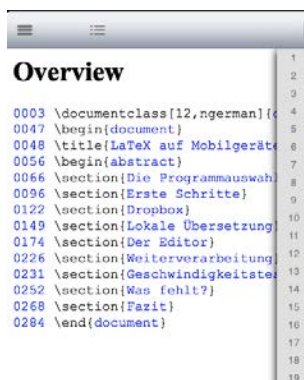 Overview
0003 \documentclass[12,ngerman]{
0047 \begin{document}
0048 \title{LaTeX auf Mobilgeräte
0056 \begin{abstract}
0066 \section{Die Programmauswahl
0096 \section{Erste Schritte}
0122 \section{Dropbox}
0149 \section{Lokale Übersetzung
0174 \section{Der Editor}
0226 \section{Weiterverarbeitung
0231 \section{Geschwindigkeitste
0252 \section{Was fehlt?}
0268 \section{Fazit}
0284 \end{document}
1
2
3
4
5
6
7
8
9
10
11
12
13
14
15
16
17
18
19